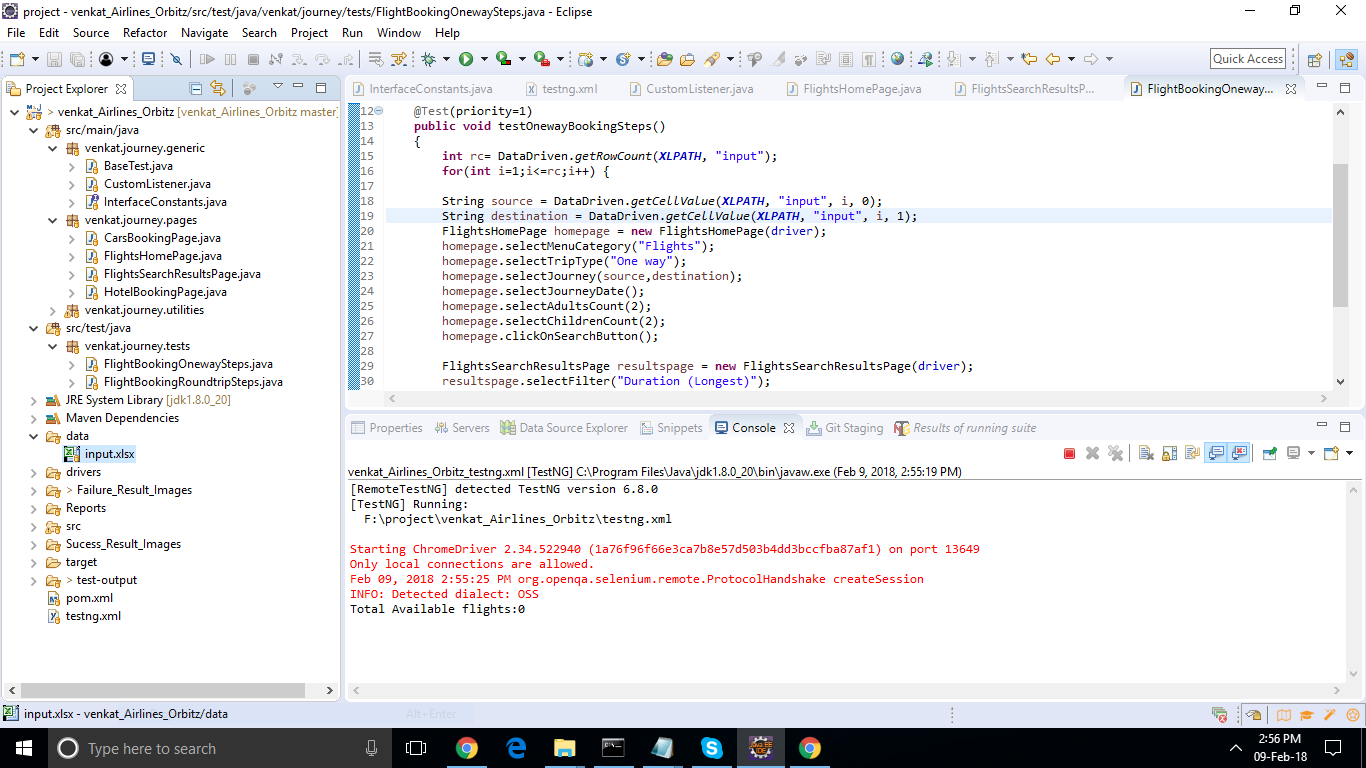 project - venkat_Airlines_Orbitz/src/test/java/venkat/journey/tests/FlightBookingOnewaySteps.java - Eclipse
File Edit Source Refactor Navigate Search Project Run Window Help
Quick Access
Project Explorer
> venkat_Airlines_Orbitz [venkat_Airlines_Orbitz master]
src/main/java
venkat.journey.generic
BaseTest.java
CustomListener.java
InterfaceConstants.java
venkat.journey.pages
CarsBookingPage.java
FlightsHomePage.java
FlightsSearchResultsPage.java
HotelBookingPage.java
venkat.journey.utilities
src/test/java
venkat.journey.tests
FlightBookingOnewaySteps.java
FlightBookingRoundtripSteps.java
JRE System Library [jdk1.8.0_20]
Maven Dependencies
data
input.xlsx
drivers
> Failure_Result_Images
Reports
src
Sucess_Result_Images
target
> test-output
pom.xml
testng.xml
InterfaceConstants.java testng.xml CustomListener.java FlightsHomePage.java FlightsSearchResultsP... FlightBookingOneway...
12 @Test(priority=1)
13 public void testOnewayBookingSteps()
14 {
15 int rc= DataDriven.getRowCount(XLPATH, "input");
16 for(int i=1;i<=rc;i++) {
17
18 String source = DataDriven.getCellValue(XLPATH, "input", i, 0);
19 String destination = DataDriven.getCellValue(XLPATH, "input", i, 1);
20 FlightsHomePage homepage = new FlightsHomePage(driver);
21 homepage.selectMenuCategory("Flights");
22 homepage.selectTripType("One way");
23 homepage.selectJourney(source,destination);
24 homepage.selectJourneyDate();
25 homepage.selectAdultsCount(2);
26 homepage.selectChildrenCount(2);
27 homepage.clickOnSearchButton();
28
29 FlightsSearchResultsPage resultspage = new FlightsSearchResultsPage(driver);
30 resultspage.selectFilter("Duration (Longest)");
Properties Servers Data Source Explorer Snippets Console Git Staging Results of running suite
venkat_Airlines_Orbitz_testng.xml [TestNG] C:\Program Files\Java\jdk1.8.0_20\bin\javaw.exe (Feb 9, 2018, 2:55:19 PM)
[RemoteTestNG] detected TestNG version 6.8.0
[TestNG] Running:
F:\project\venkat_Airlines_Orbitz\testng.xml
Starting ChromeDriver 2.34.522940 (1a76f96f66e3ca7b8e57d503b4dd3bccfba87af1) on port 13649
Only local connections are allowed.
Feb 09, 2018 2:55:25 PM org.openqa.selenium.remote.ProtocolHandshake createSession
INFO: Detected dialect: OSS
Total Available flights:0
input.xlsx - venkat_Airlines_Orbitz/data
Alt+Enter
Type here to search
2:56 PM
09-Feb-18